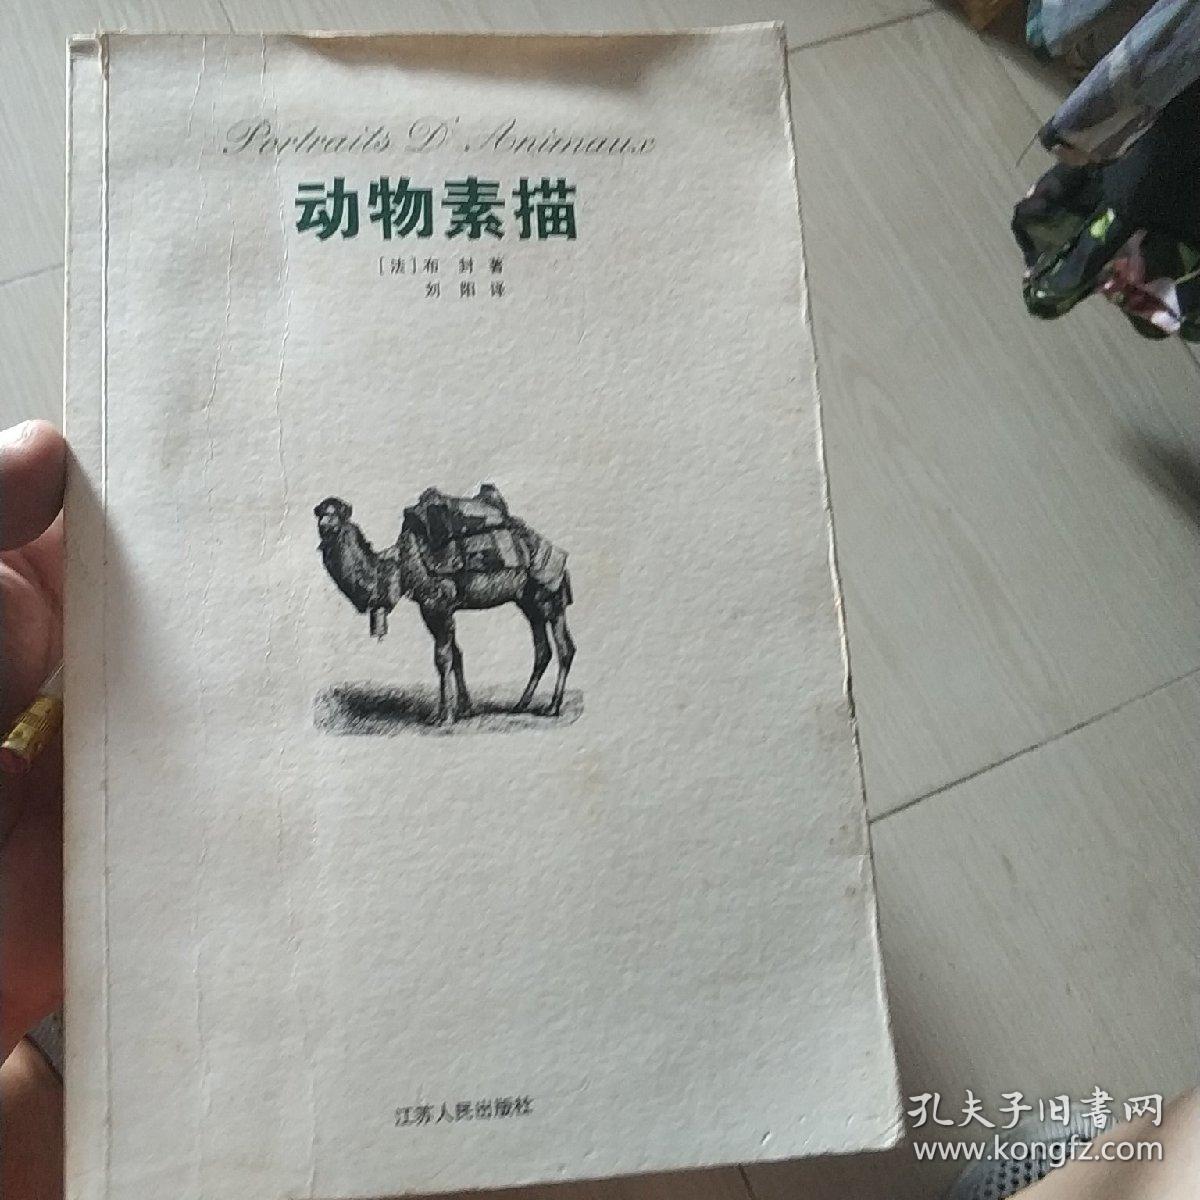 Portraits D'Animaux
动物素描
[法]布 封 著
刘 阳 译
江苏人民出版社
孔夫子旧書网
www.kongfz.com